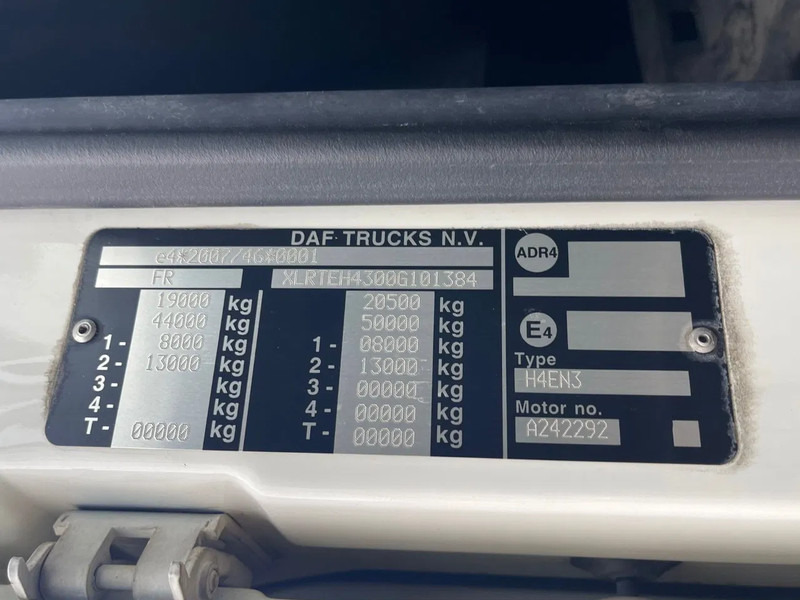 DAF TRUCKS N.V.
e4*2007/46*0001
FR XLRTEH4300G101384
19000 kg 20500 kg
44000 kg 50000 kg
1- 8000 kg 1- 08000 kg
2- 13000 kg 2- 13000 kg
3- kg 3- 00000 kg
4- kg 4- 00000 kg
T- 00000 kg T- 00000 kg
ADR4
E4
Type
H4EN3
Motor no.
A242292